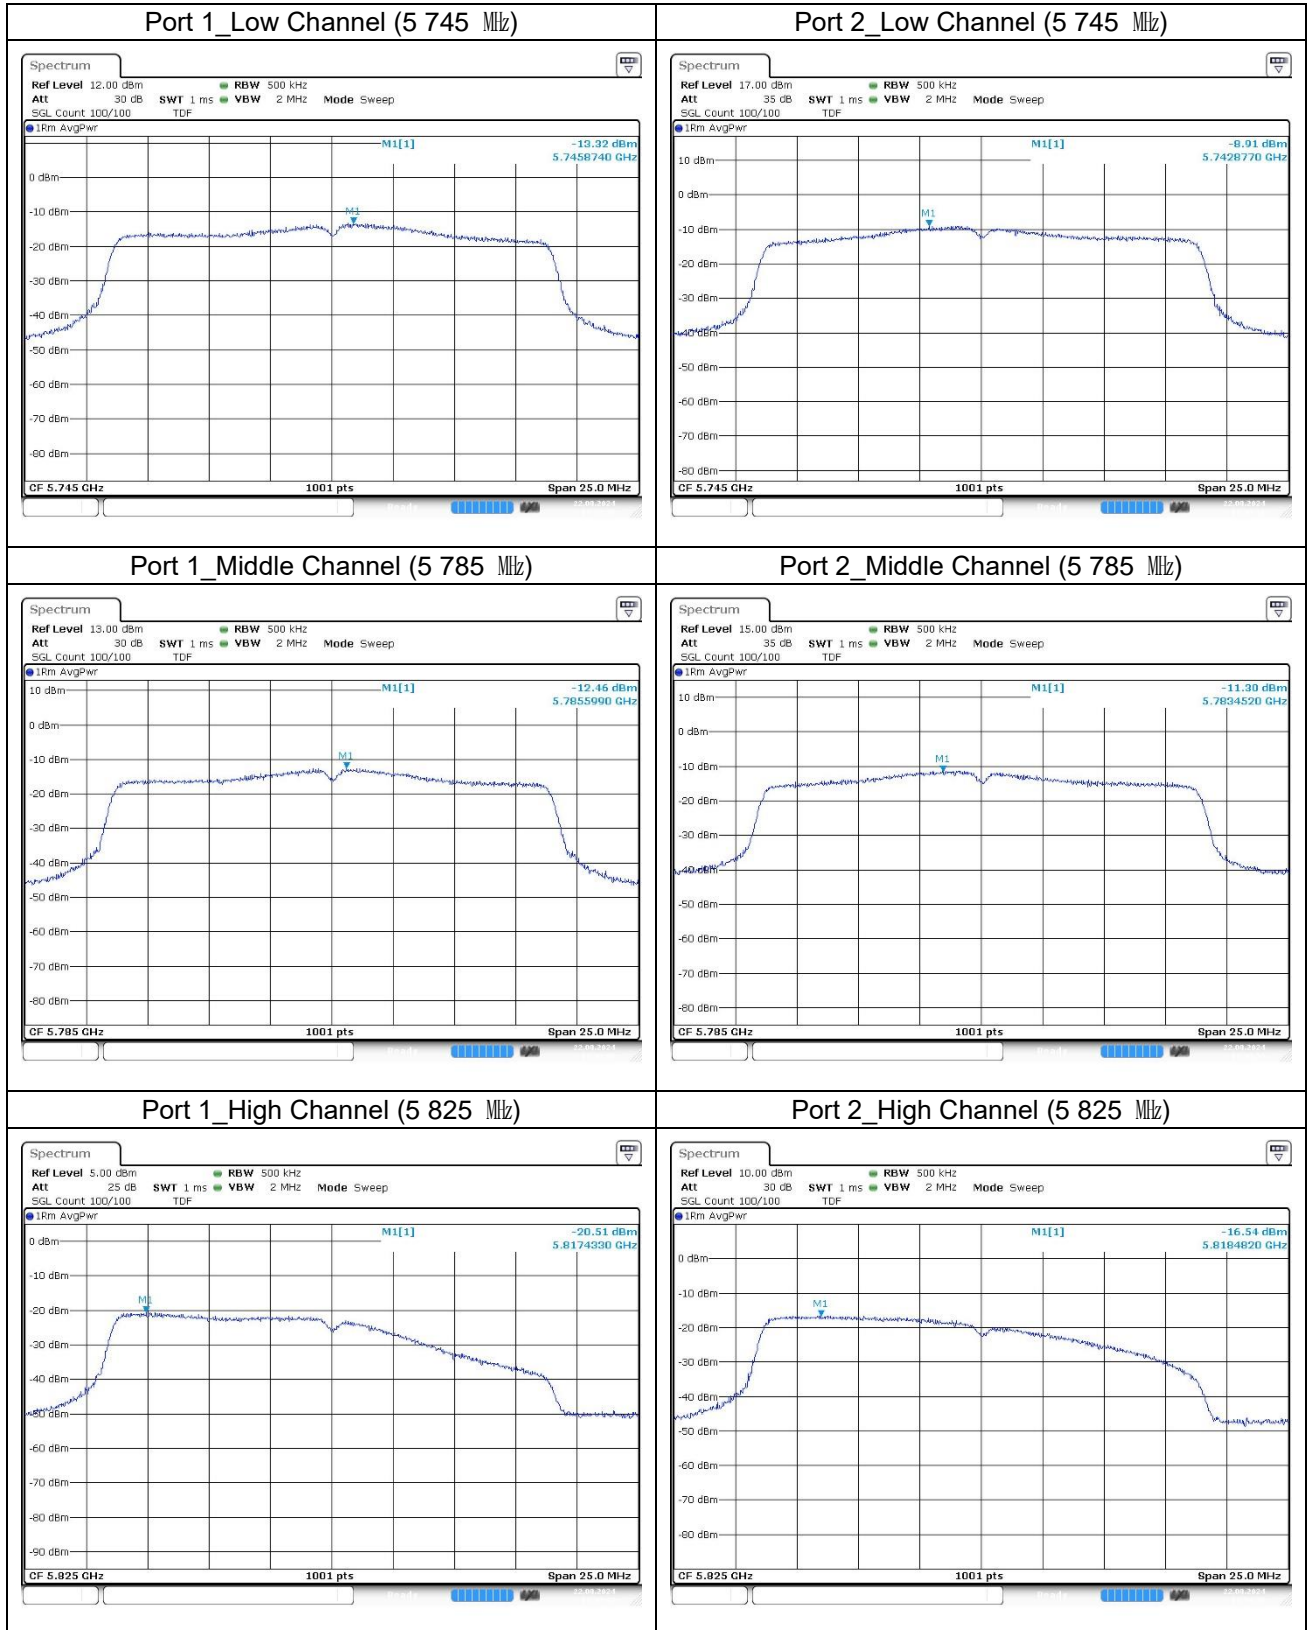 Port 1_Low Channel (5 745 ㎒)
Spectrum
Ref Level 12.00 dBm RBW 500 kHz
Att 30 dB SWT 1 ms VBW 2 MHz Mode Sweep
SGL Count 100/100 TDF
1Rm AvgPwr
M1[1] -13.32 dBm
5.7458740 GHz
0 dBm
M1
-10 dBm
-20 dBm
-30 dBm
-40 dBm
-50 dBm
-60 dBm
-70 dBm
-80 dBm
CF 5.745 GHz 1001 pts Span 25.0 MHz
Port 2_Low Channel (5 745 ㎒)
Spectrum
Ref Level 17.00 dBm RBW 500 kHz
Att 35 dB SWT 1 ms VBW 2 MHz Mode Sweep
SGL Count 100/100 TDF
1Rm AvgPwr
M1[1] -8.91 dBm
5.7428770 GHz
10 dBm
0 dBm
M1
-10 dBm
-20 dBm
-30 dBm
-40 dBm
-50 dBm
-60 dBm
-70 dBm
-80 dBm
CF 5.745 GHz 1001 pts Span 25.0 MHz
Port 1_Middle Channel (5 785 ㎒)
Spectrum
Ref Level 13.00 dBm RBW 500 kHz
Att 30 dB SWT 1 ms VBW 2 MHz Mode Sweep
SGL Count 100/100 TDF
1Rm AvgPwr
10 dBm M1[1] -12.46 dBm
5.7855990 GHz
0 dBm
-10 dBm M1
-20 dBm
-30 dBm
-40 dBm
-50 dBm
-60 dBm
-70 dBm
-80 dBm
CF 5.785 GHz 1001 pts Span 25.0 MHz
Port 2_Middle Channel (5 785 ㎒)
Spectrum
Ref Level 15.00 dBm RBW 500 kHz
Att 35 dB SWT 1 ms VBW 2 MHz Mode Sweep
SGL Count 100/100 TDF
1Rm AvgPwr
M1[1] -11.30 dBm
10 dBm 5.7834520 GHz
0 dBm
M1
-10 dBm
-20 dBm
-30 dBm
-40 dBm
-50 dBm
-60 dBm
-70 dBm
-80 dBm
CF 5.785 GHz 1001 pts Span 25.0 MHz
Port 1_High Channel (5 825 ㎒)
Spectrum
Ref Level 5.00 dBm RBW 500 kHz
Att 25 dB SWT 1 ms VBW 2 MHz Mode Sweep
SGL Count 100/100 TDF
1Rm AvgPwr
M1[1] -20.51 dBm
0 dBm 5.8174330 GHz
-10 dBm
M1
-20 dBm
-30 dBm
-40 dBm
-50 dBm
-60 dBm
-70 dBm
-80 dBm
-90 dBm
CF 5.825 GHz 1001 pts Span 25.0 MHz
Port 2_High Channel (5 825 ㎒)
Spectrum
Ref Level 10.00 dBm RBW 500 kHz
Att 30 dB SWT 1 ms VBW 2 MHz Mode Sweep
SGL Count 100/100 TDF
1Rm AvgPwr
M1[1] -16.54 dBm
5.8184820 GHz
0 dBm
-10 dBm
M1
-20 dBm
-30 dBm
-40 dBm
-50 dBm
-60 dBm
-70 dBm
-80 dBm
CF 5.825 GHz 1001 pts Span 25.0 MHz